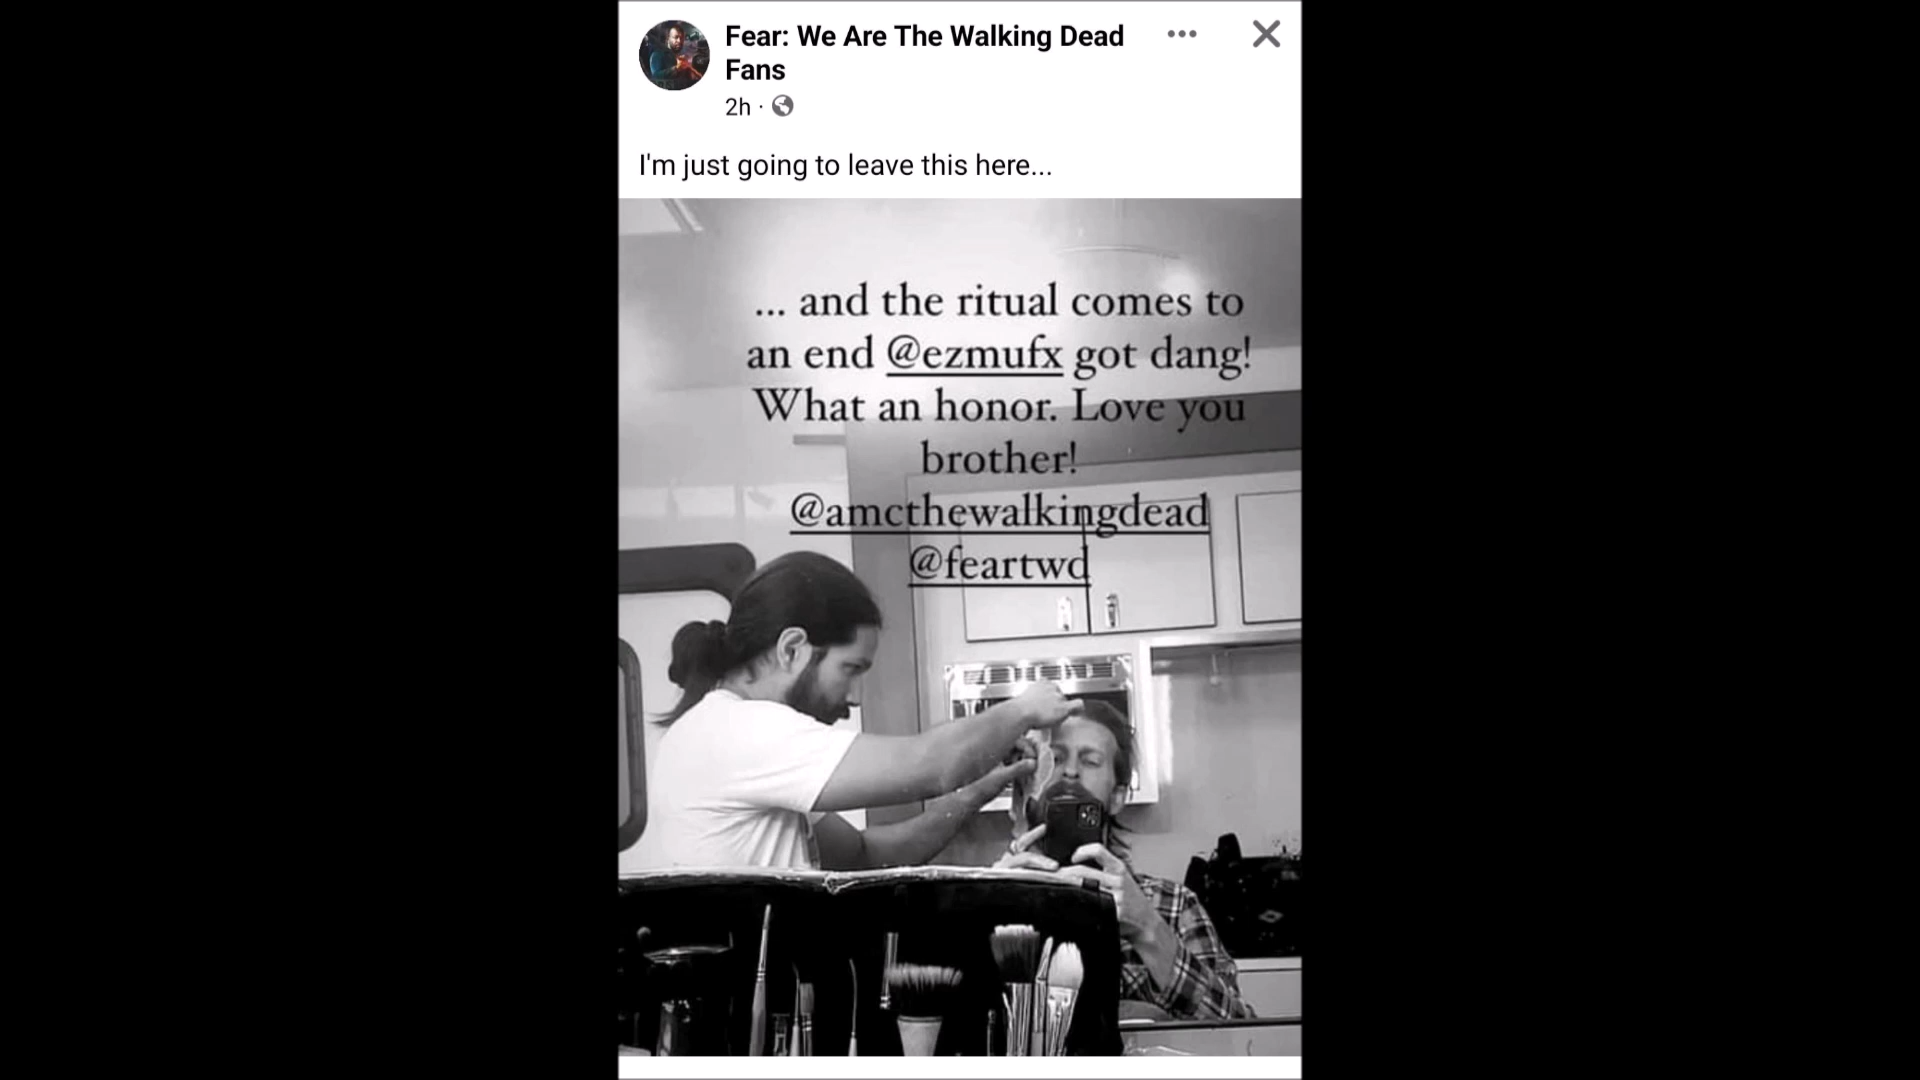 Fear: We Are The Walking Dead
Fans
2h ·
I'm just going to leave this here...
... and the ritual comes to
an end @ezmufx got dang!
What an honor. Love you
brother!
@amcthewalkingdead
@feartwd